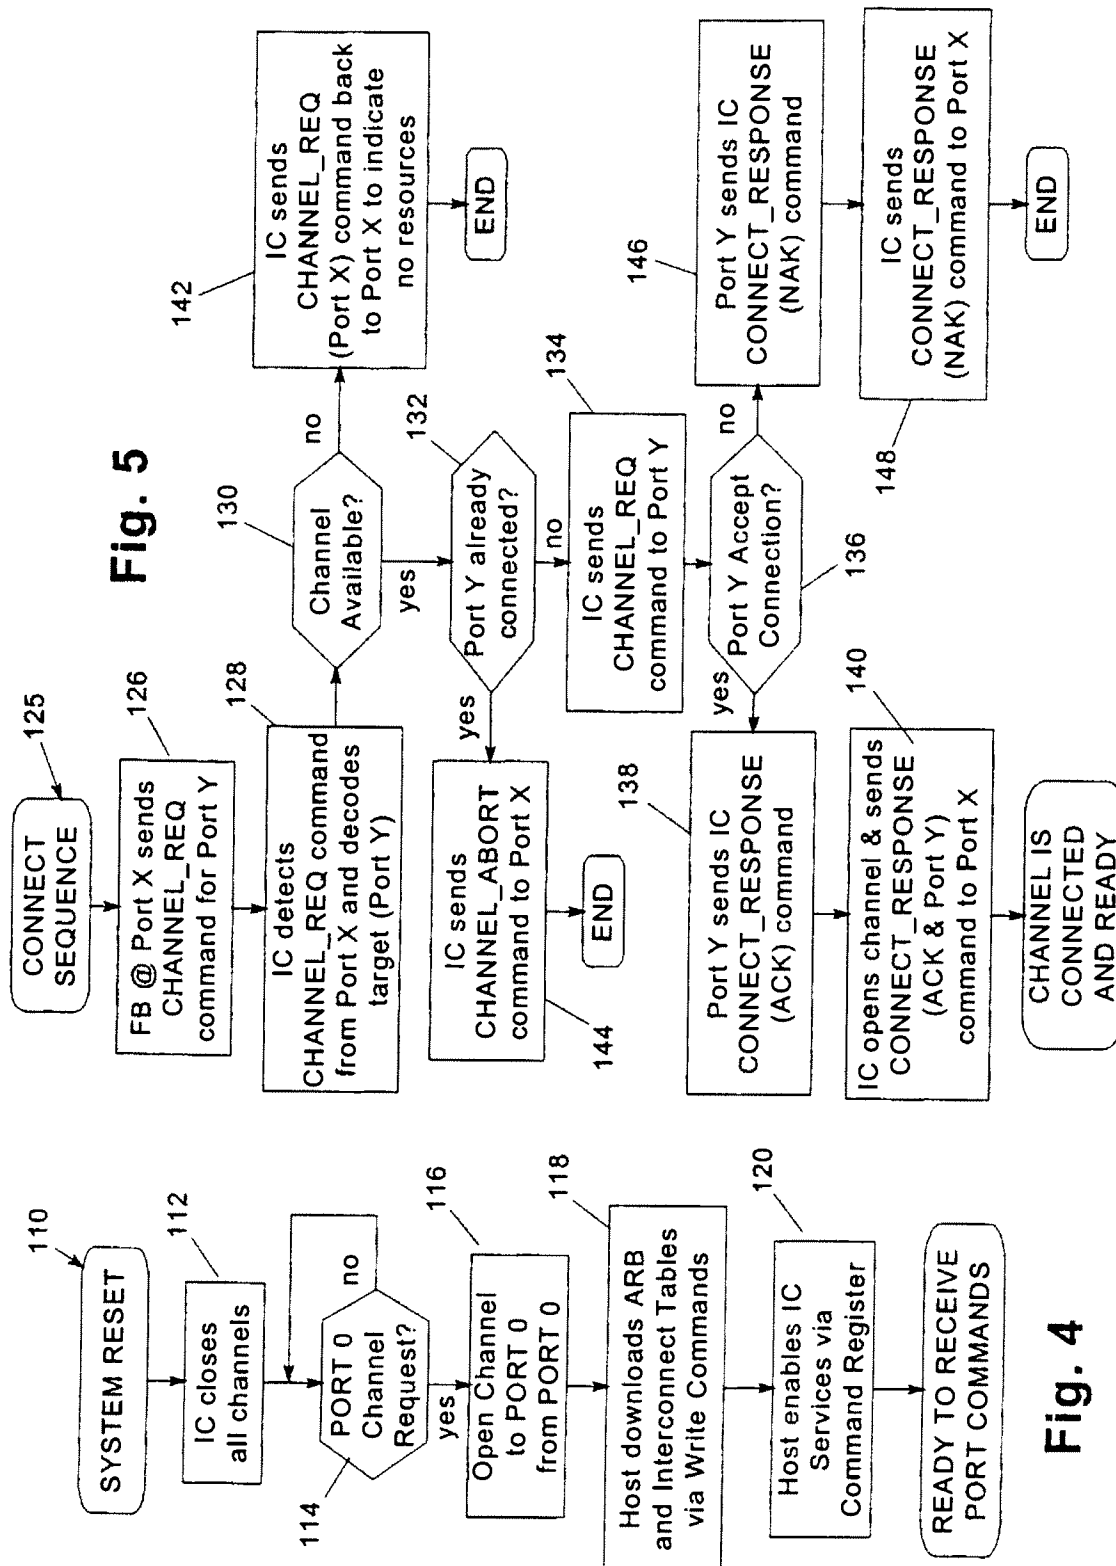 110
SYSTEM RESET
112
IC closes
all channels
114
PORT 0
Channel
Request?
no
yes
116
Open Channel
to PORT 0
from PORT 0
118
Host downloads ARB
and Interconnect Tables
via Write Commands
120
Host enables IC
Services via
Command Register
READY TO RECEIVE
PORT COMMANDS
Fig. 4
Fig. 5
125
CONNECT
SEQUENCE
126
FB @ Port X sends
CHANNEL_REQ
command for Port Y
128
IC detects
CHANNEL_REQ command
from Port X and decodes
target (Port Y)
130
Channel
Available?
no
yes
142
IC sends
CHANNEL_REQ
(Port X) command back
to Port X to indicate
no resources
END
132
Port Y already
connected?
yes
no
144
IC sends
CHANNEL_ABORT
command to Port X
END
134
IC sends
CHANNEL_REQ
command to Port Y
136
Port Y Accept
Connection?
yes
no
138
Port Y sends IC
CONNECT_RESPONSE
(ACK) command
140
IC opens channel & sends
CONNECT_RESPONSE
(ACK & Port Y)
command to Port X
CHANNEL IS
CONNECTED
AND READY
146
Port Y sends IC
CONNECT_RESPONSE
(NAK) command
148
IC sends
CONNECT_RESPONSE
(NAK) command to Port X
END